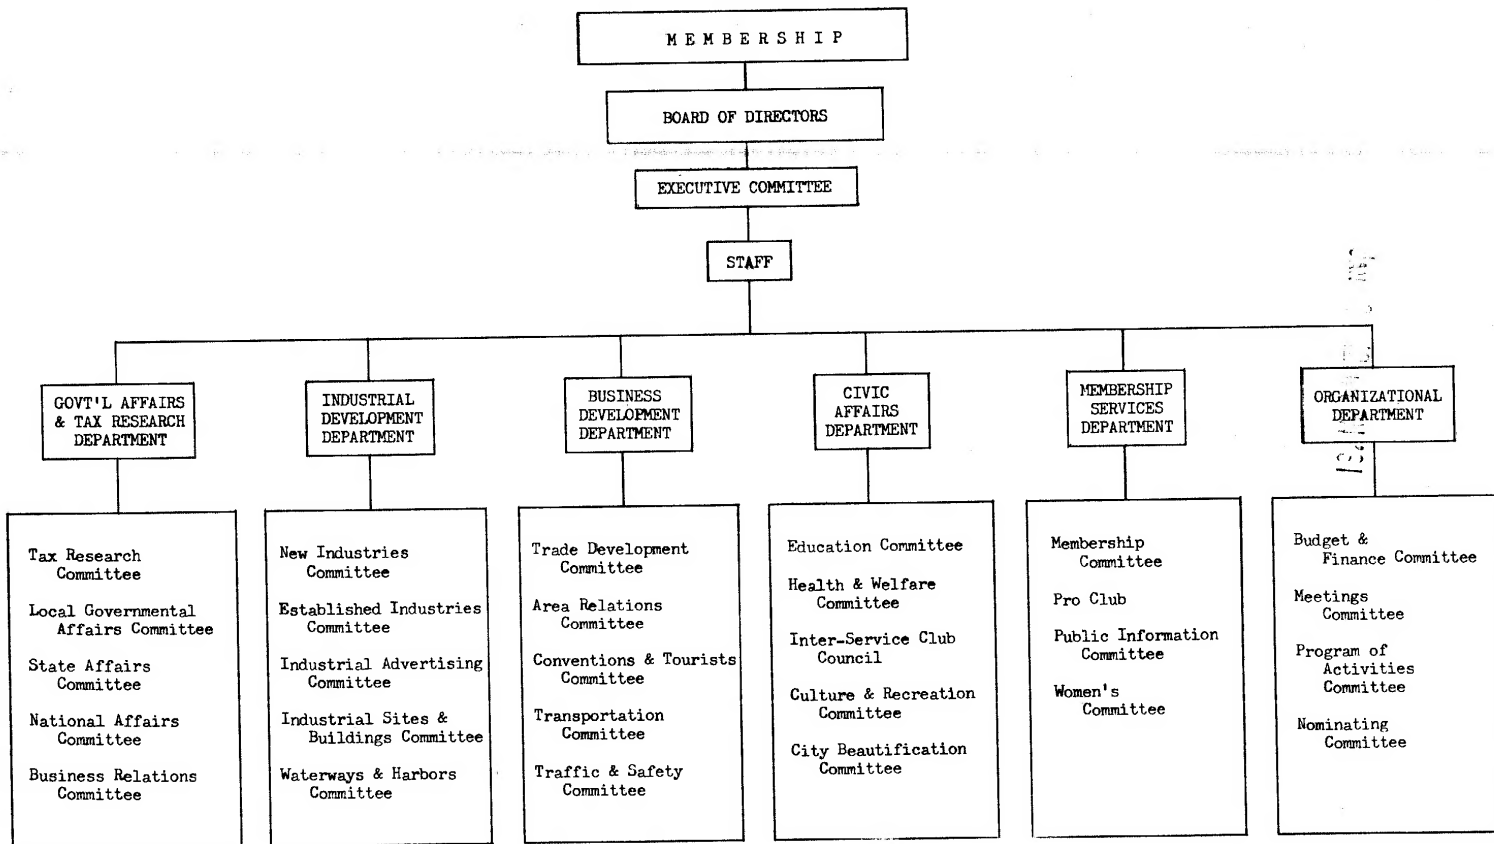 MEMBERSHIP
BOARD OF DIRECTORS
EXECUTIVE COMMITTEE
STAFF
GOVT'L AFFAIRS
& TAX RESEARCH
DEPARTMENT
INDUSTRIAL
DEVELOPMENT
DEPARTMENT
BUSINESS
DEVELOPMENT
DEPARTMENT
CIVIC
AFFAIRS
DEPARTMENT
MEMBERSHIP
SERVICES
DEPARTMENT
ORGANIZATIONAL
DEPARTMENT
Tax Research
Committee
Local Governmental
Affairs Committee
State Affairs
Committee
National Affairs
Committee
Business Relations
Committee
New Industries
Committee
Established Industries
Committee
Industrial Advertising
Committee
Industrial Sites &
Buildings Committee
Waterways & Harbors
Committee
Trade Development
Committee
Area Relations
Committee
Conventions & Tourists
Committee
Transportation
Committee
Traffic & Safety
Committee
Education Committee
Health & Welfare
Committee
Inter-Service Club
Council
Culture & Recreation
Committee
City Beautification
Committee
Membership
Committee
Pro Club
Public Information
Committee
Women's
Committee
Budget &
Finance Committee
Meetings
Committee
Program of
Activities
Committee
Nominating
Committee